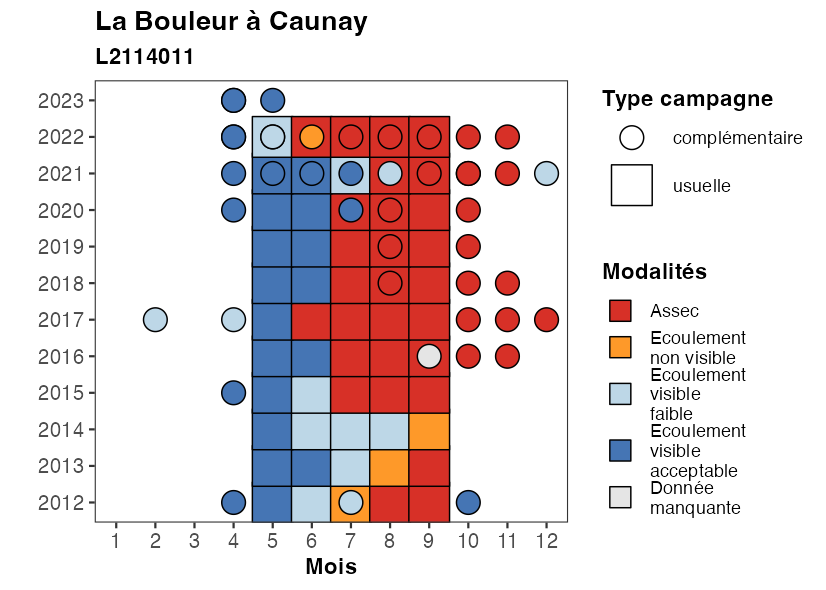 La Bouleur à Caunay
L2114011
2023
2022
2021
2020
2019
2018
2017
2016
2015
2014
2013
2012
1 2 3 4 5 6 7 8 9 10 11 12
Mois
Type campagne
complémentaire
usuelle
Modalités
Assec
Ecoulement
non visible
Ecoulement
visible
faible
Ecoulement
visible
acceptable
Donnée
manquante